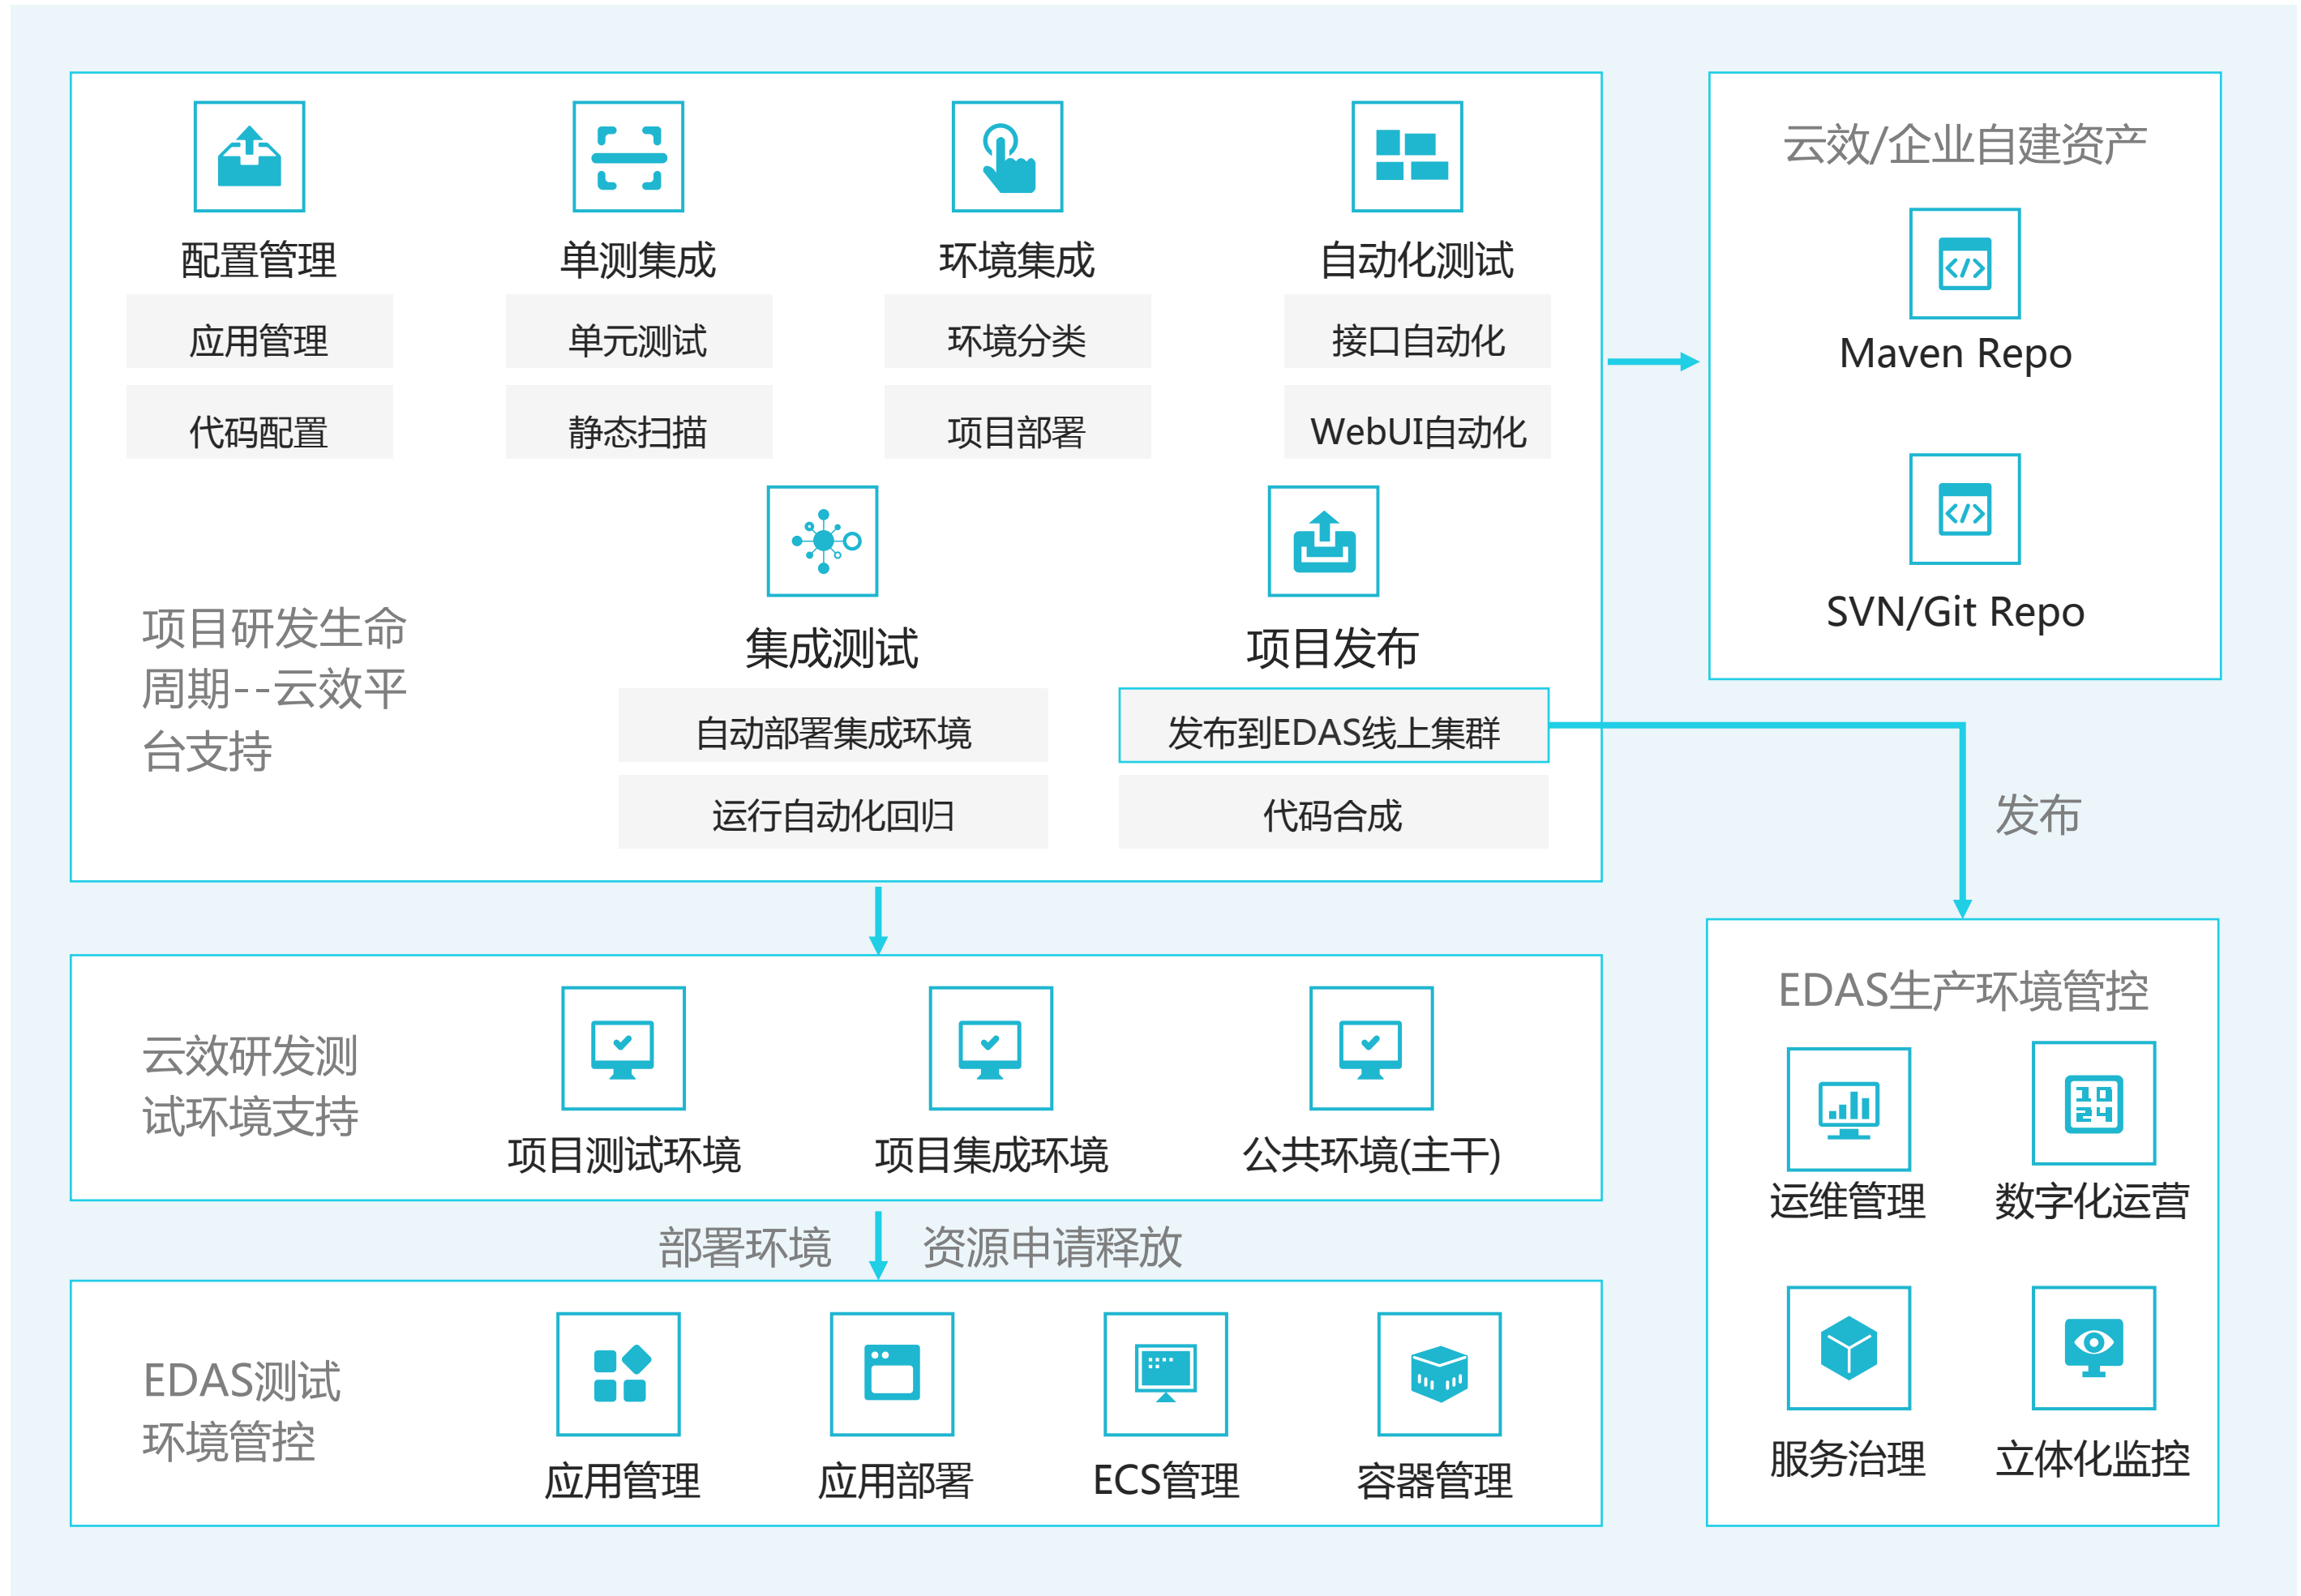 配置管理
应用管理
代码配置
单测集成
单元测试
静态扫描
环境集成
环境分类
项目部署
自动化测试
接口自动化
WebUI自动化
项目研发生命
周期--云效平
台支持
集成测试
自动部署集成环境
运行自动化回归
项目发布
发布到EDAS线上集群
代码合成
云效/企业自建资产
Maven Repo
SVN/Git Repo
发布
云效研发测
试环境支持
项目测试环境
项目集成环境
公共环境(主干)
部署环境
资源申请释放
EDAS测试
环境管控
应用管理
应用部署
ECS管理
容器管理
EDAS生产环境管控
运维管理
数字化运营
服务治理
立体化监控